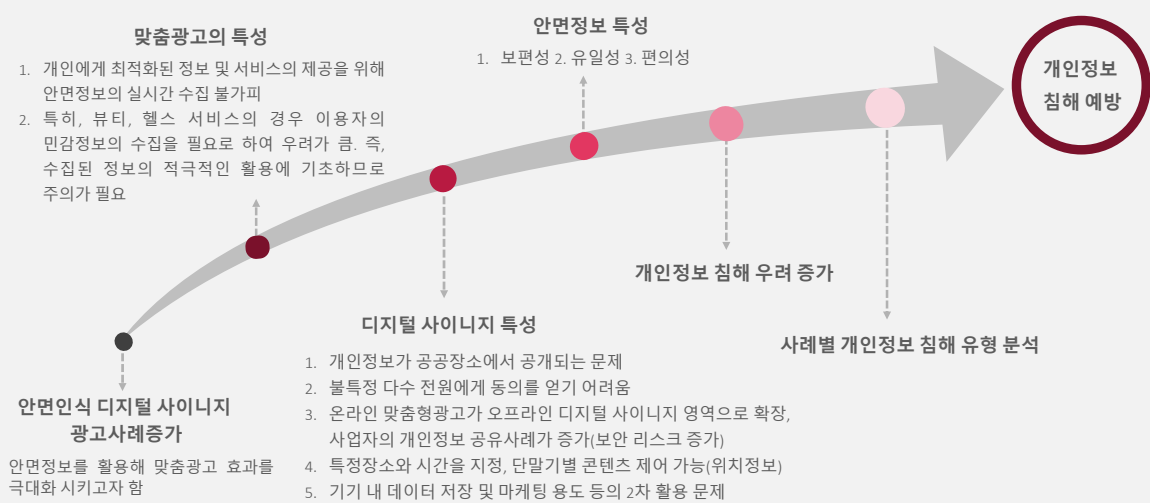 맞춤광고의 특성
1. 개인에게 최적화된 정보 및 서비스의 제공을 위해
안면정보의 실시간 수집 불가피
2. 특히, 뷰티, 헬스 서비스의 경우 이용자의
민감정보의 수집을 필요로 하여 우려가 큼. 즉,
수집된 정보의 적극적인 활용에 기초하므로
주의가 필요
안면정보 특성
1. 보편성 2. 유일성 3. 편의성
개인정보
침해 예방
개인정보 침해 우려 증가
사례별 개인정보 침해 유형 분석
디지털 사이니지 특성
1. 개인정보가 공공장소에서 공개되는 문제
2. 불특정 다수 전원에게 동의를 얻기 어려움
3. 온라인 맞춤형광고가 오프라인 디지털 사이니지 영역으로 확장,
사업자의 개인정보 공유사례가 증가(보안 리스크 증가)
4. 특정장소와 시간을 지정, 단말기별 콘텐츠 제어 가능(위치정보)
5. 기기 내 데이터 저장 및 마케팅 용도 등의 2차 활용 문제
안면인식 디지털 사이니지
광고사례증가
안면정보를 활용해 맞춤광고 효과를
극대화 시키고자 함